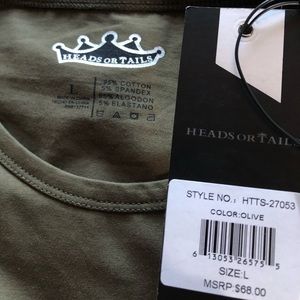 HEADS OR TAILS
L
95% COTTON
5% SPANDEX
95% ALGODON
5% ELASTANO
HEADS OR TAILS
STYLE NO.: HTTS-27053
COLOR:OLIVE
6 13053 26575 5
SIZE:L
MSRP:$68.00